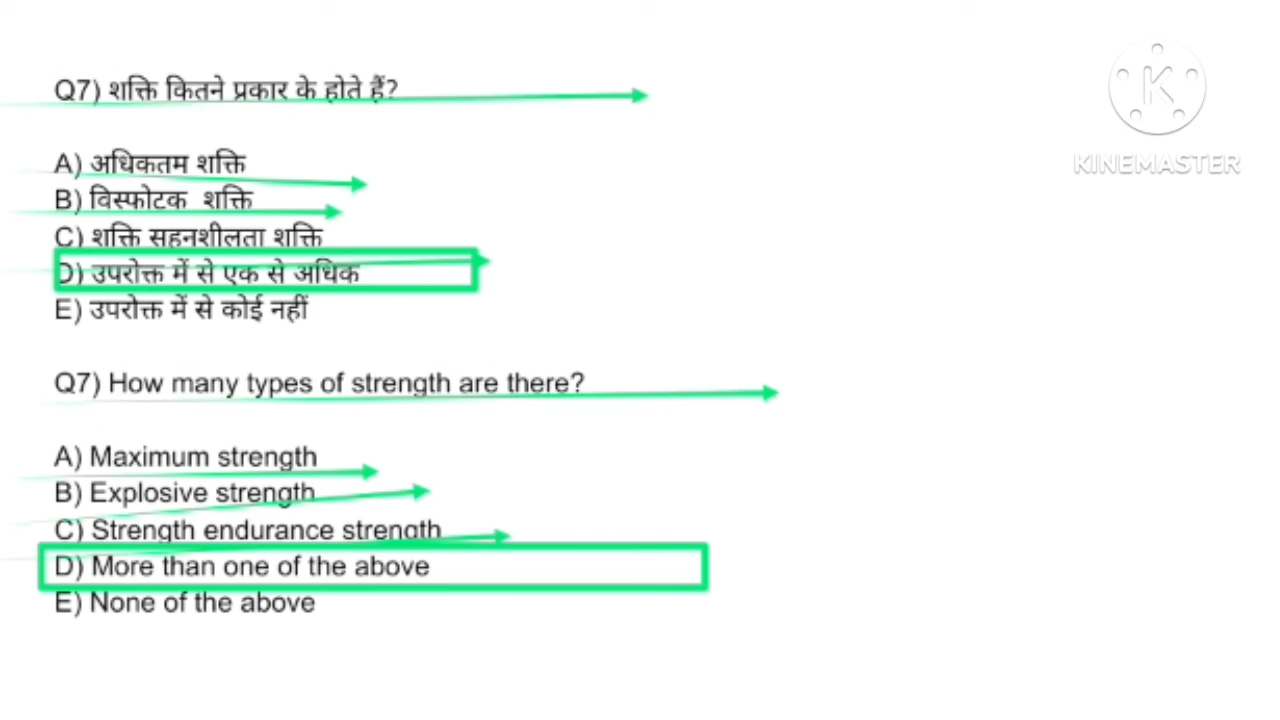 Q7) शक्ति कितने प्रकार के होते हैं?
K
KINEMASTER
A) अधिकतम शक्ति
B) विस्फोटक शक्ति
C) शक्ति सहनशीलता शक्ति
D) उपरोक्त में से एक से अधिक
E) उपरोक्त में से कोई नहीं
Q7) How many types of strength are there?
A) Maximum strength
B) Explosive strength
C) Strength endurance strength
D) More than one of the above
E) None of the above